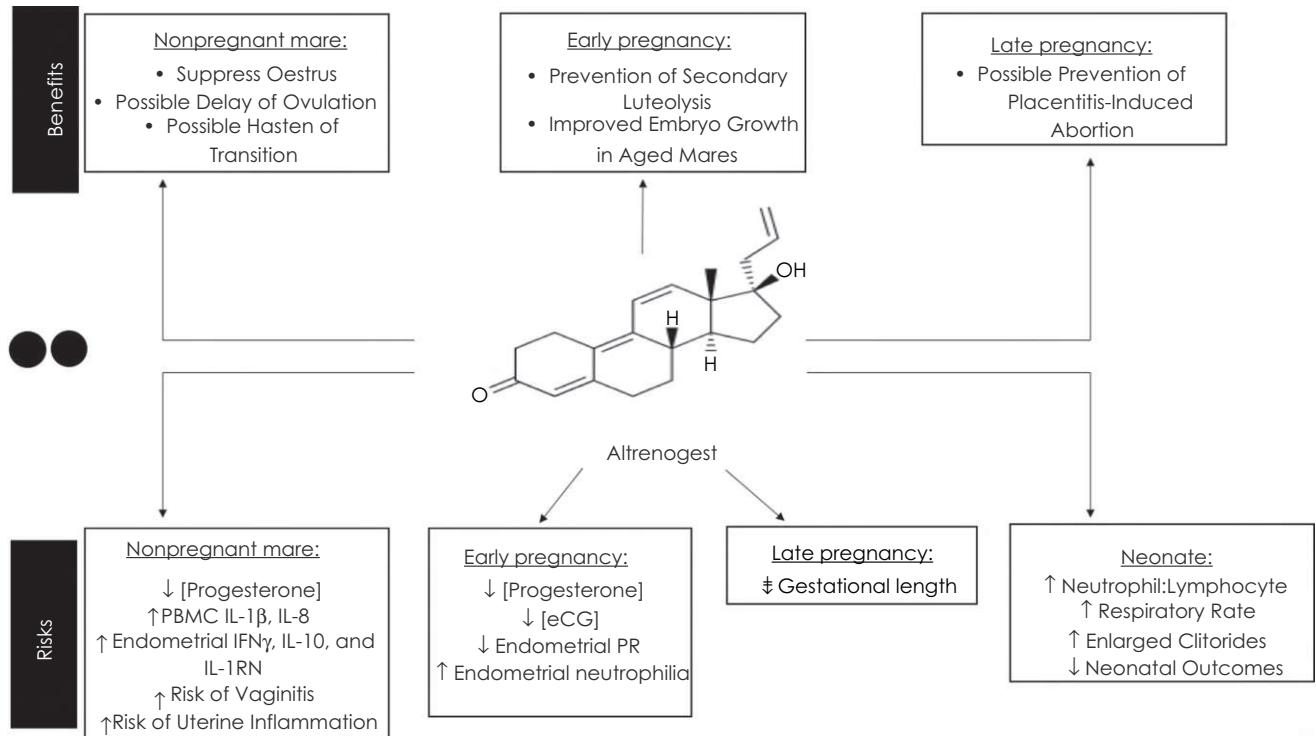 Benefits
Nonpregnant mare:
• Suppress Oestrus
• Possible Delay of Ovulation
• Possible Hasten of
Transition
Early pregnancy:
• Prevention of Secondary
Luteolysis
• Improved Embryo Growth
in Aged Mares
Late pregnancy:
• Possible Prevention of
Placentitis-Induced
Abortion
OH
H
H
O
Altrenogest
Risks
Nonpregnant mare:
↓ [Progesterone]
↑PBMC IL-1β, IL-8
↑ Endometrial IFNγ, IL-10, and
IL-1RN
↑ Risk of Vaginitis
↑Risk of Uterine Inflammation
Early pregnancy:
↓ [Progesterone]
↓ [eCG]
↓ Endometrial PR
↑ Endometrial neutrophilia
Late pregnancy:
⇟ Gestational length
Neonate:
↑ Neutrophil:Lymphocyte
↑ Respiratory Rate
↑ Enlarged Clitorides
↓ Neonatal Outcomes